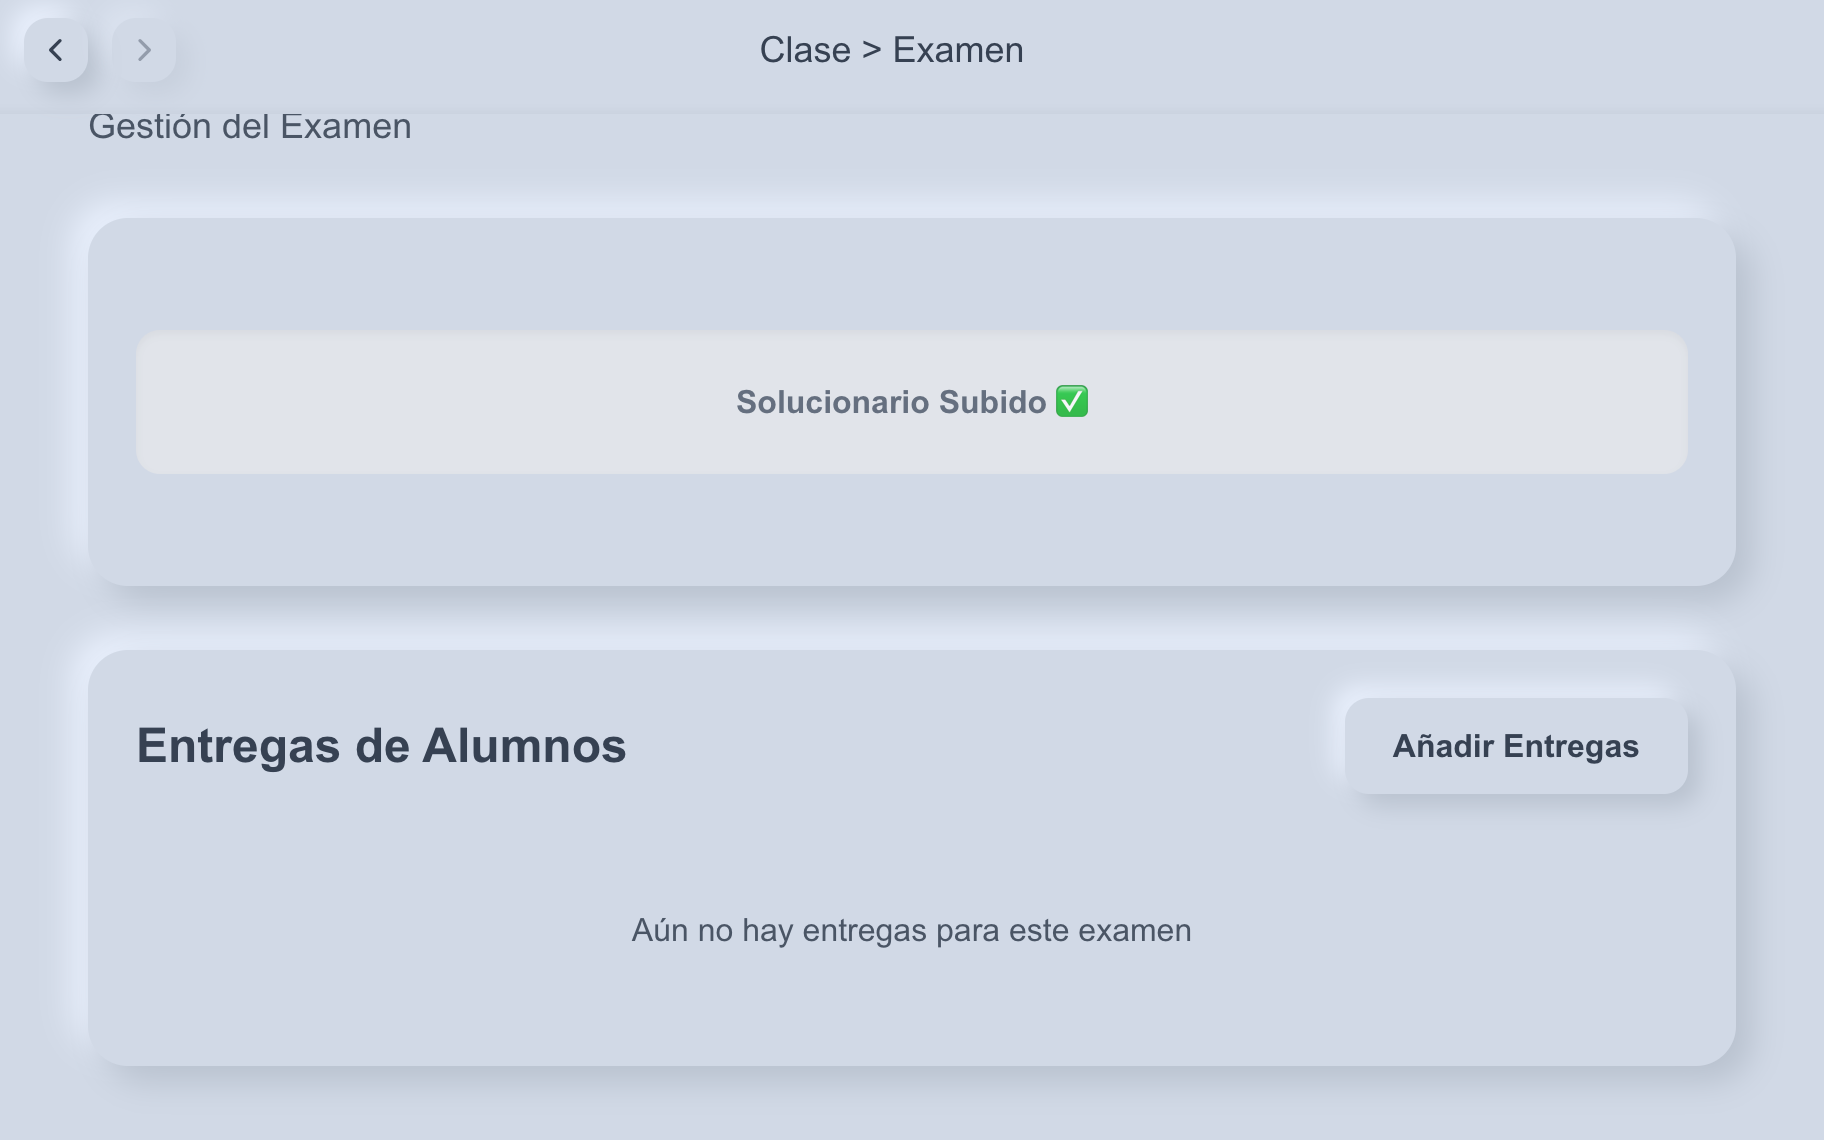 Clase > Examen
Gestión del Examen
Solucionario Subido ✅
Entregas de Alumnos
Añadir Entregas
Aún no hay entregas para este examen